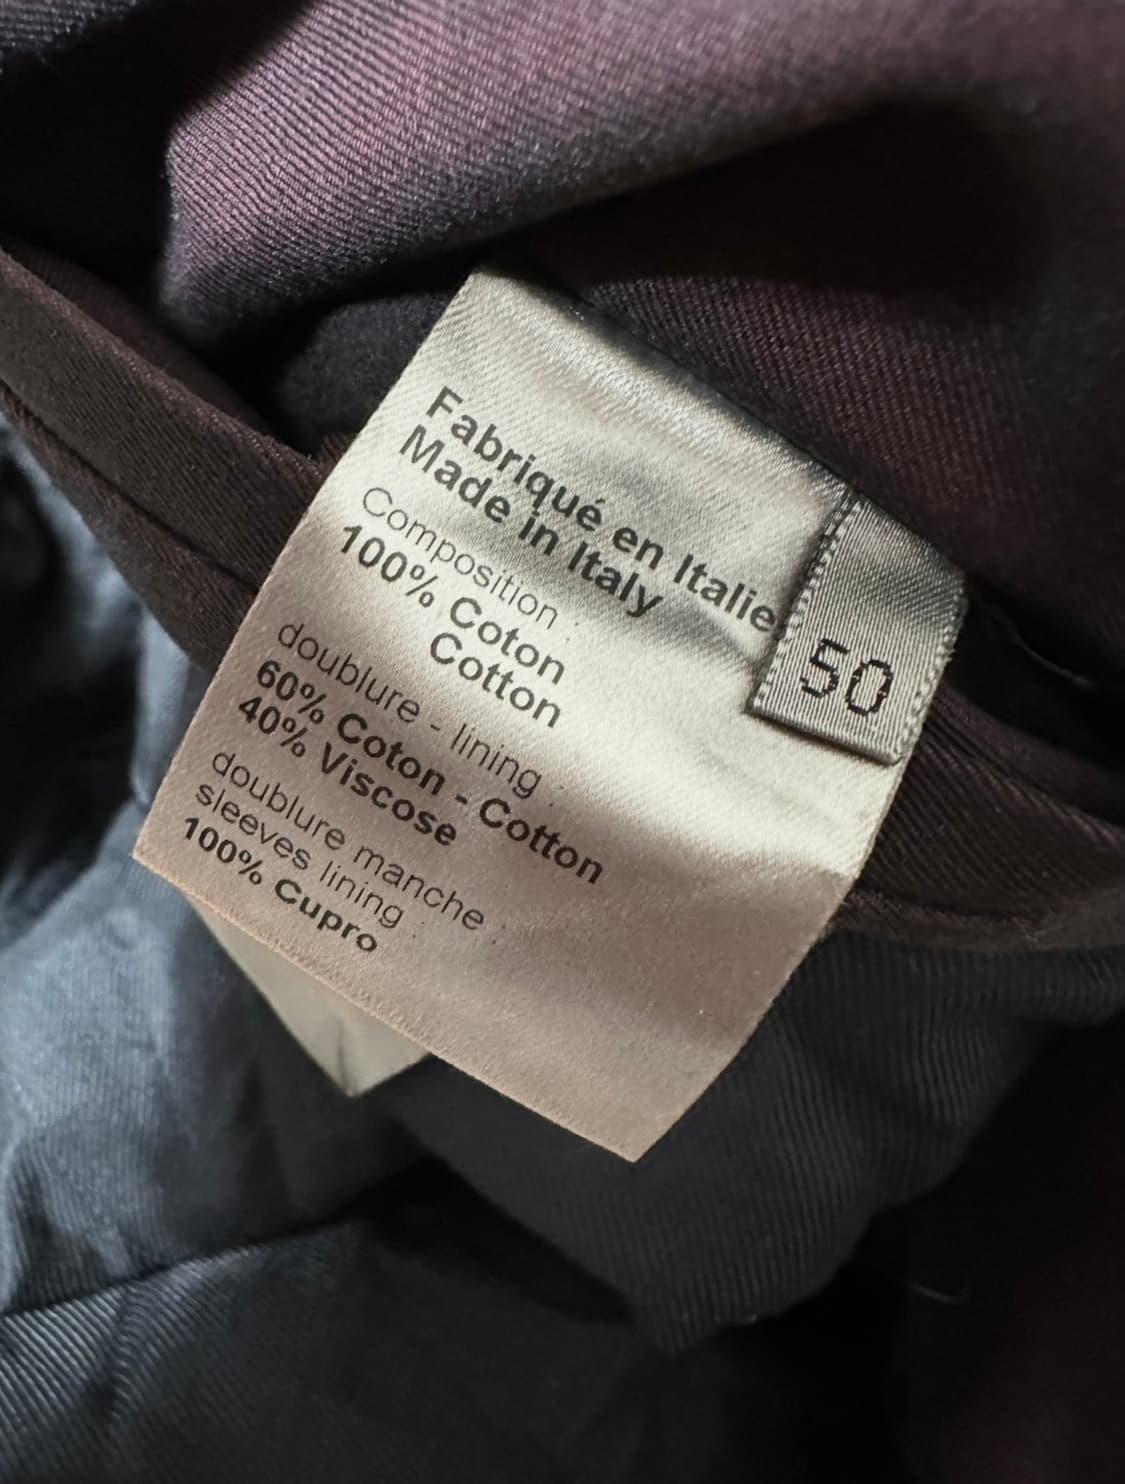 Fabriqué en Italie
Made in Italy
Composition :
100% Coton
Cotton
doublure - lining :
60% Coton - Cotton
40% Viscose
doublure manche
sleeves lining :
100% Cupro
50